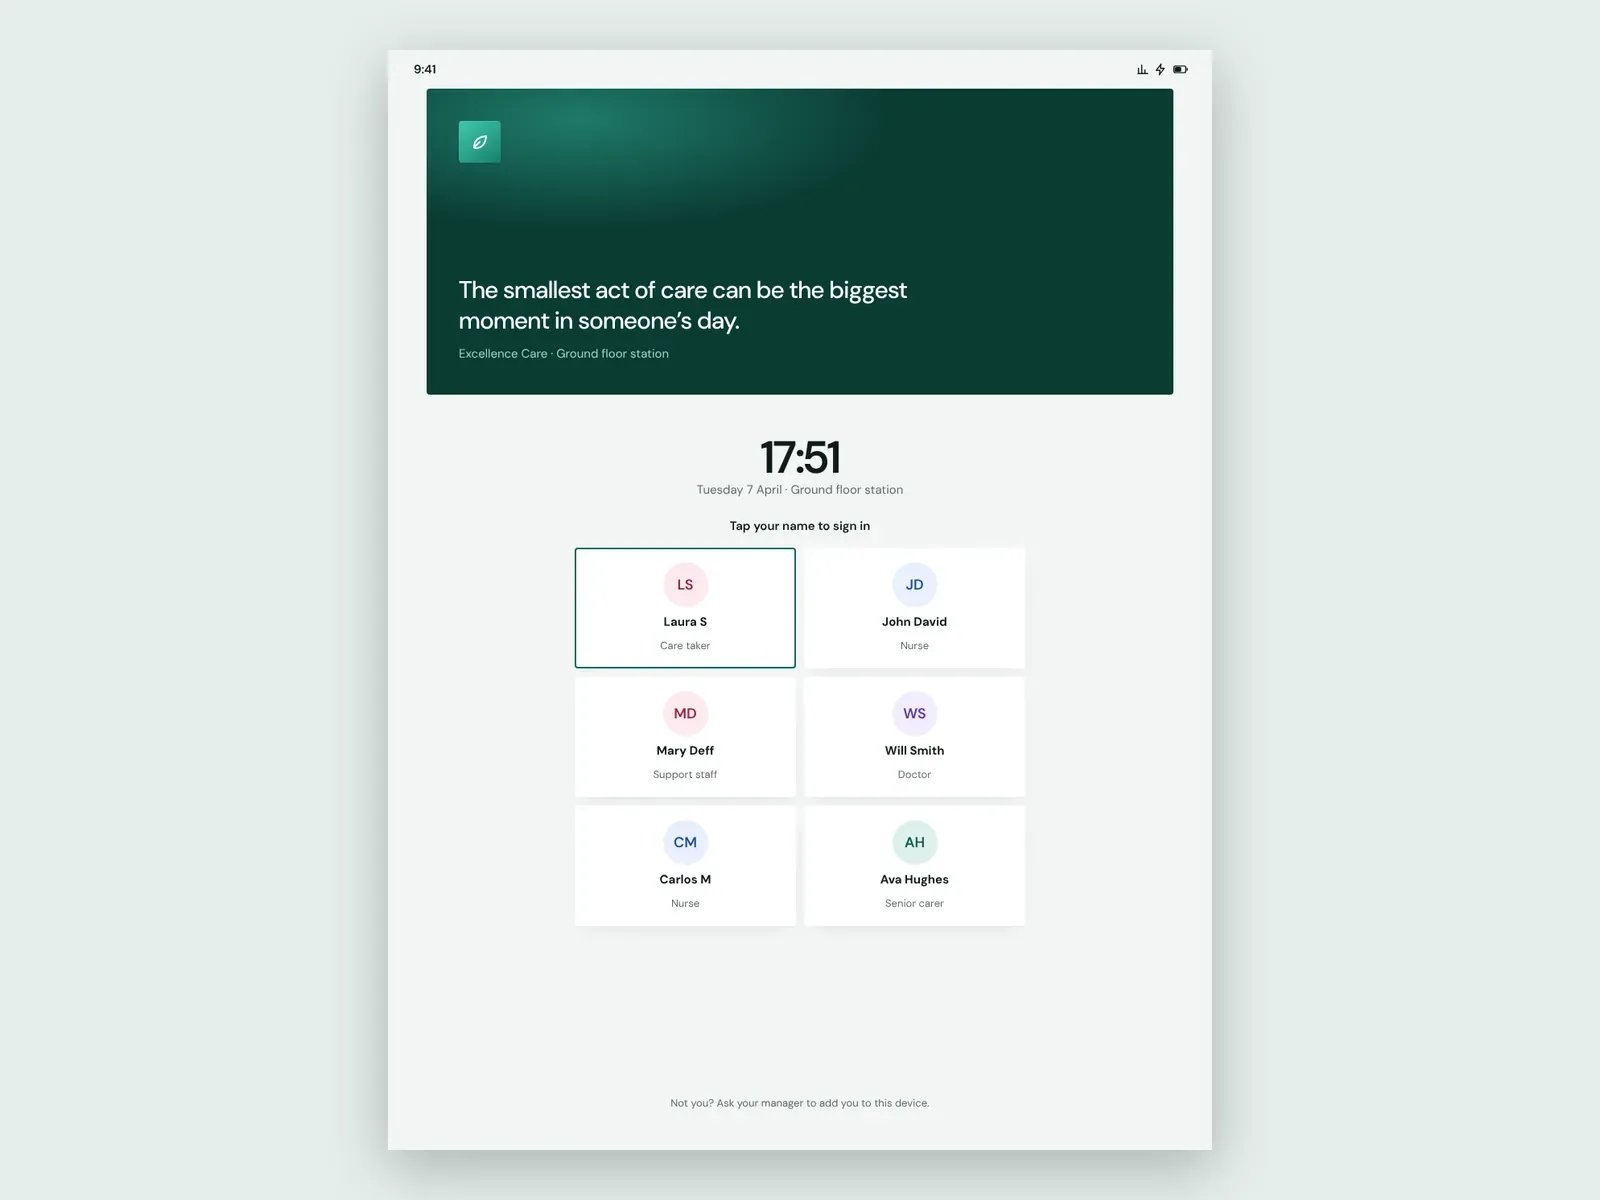 9:41
The smallest act of care can be the biggest
moment in someone’s day.
Excellence Care · Ground floor station
17:51
Tuesday 7 April · Ground floor station
Tap your name to sign in
LS
Laura S
Care taker
JD
John David
Nurse
MD
Mary Deff
Support staff
WS
Will Smith
Doctor
CM
Carlos M
Nurse
AH
Ava Hughes
Senior carer
Not you? Ask your manager to add you to this device.